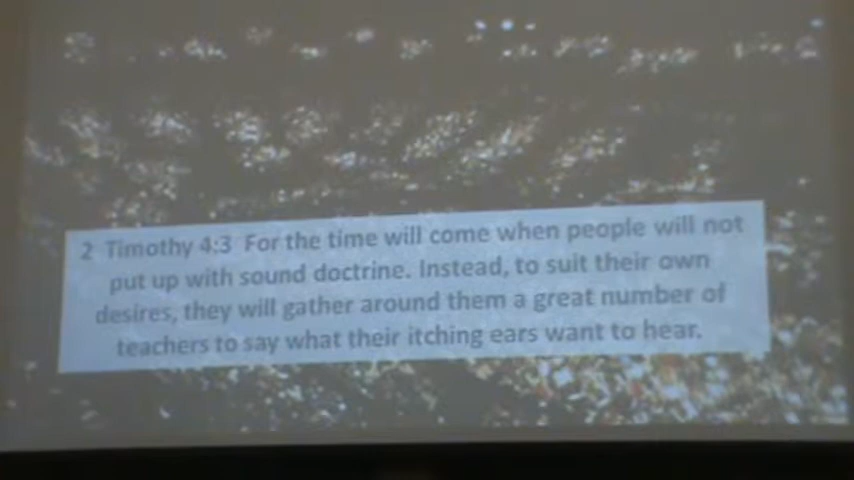 2 Timothy 4:3 For the time will come when people will not
put up with sound doctrine. Instead, to suit their own
desires, they will gather around them a great number of
teachers to say what their itching ears want to hear.